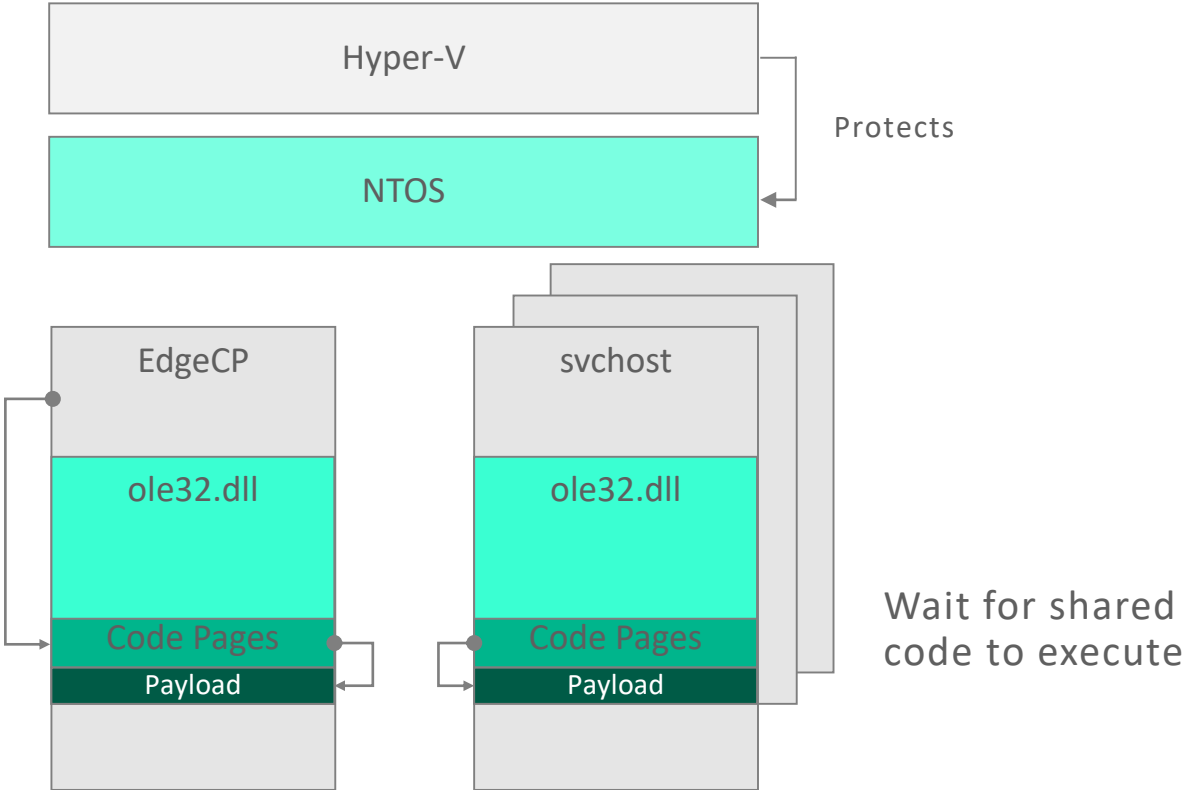 Hyper-V
Protects
NTOS
EdgeCP
svchost
ole32.dll
ole32.dll
Wait for shared
code to execute
Code Pages
Code Pages
Payload
Payload